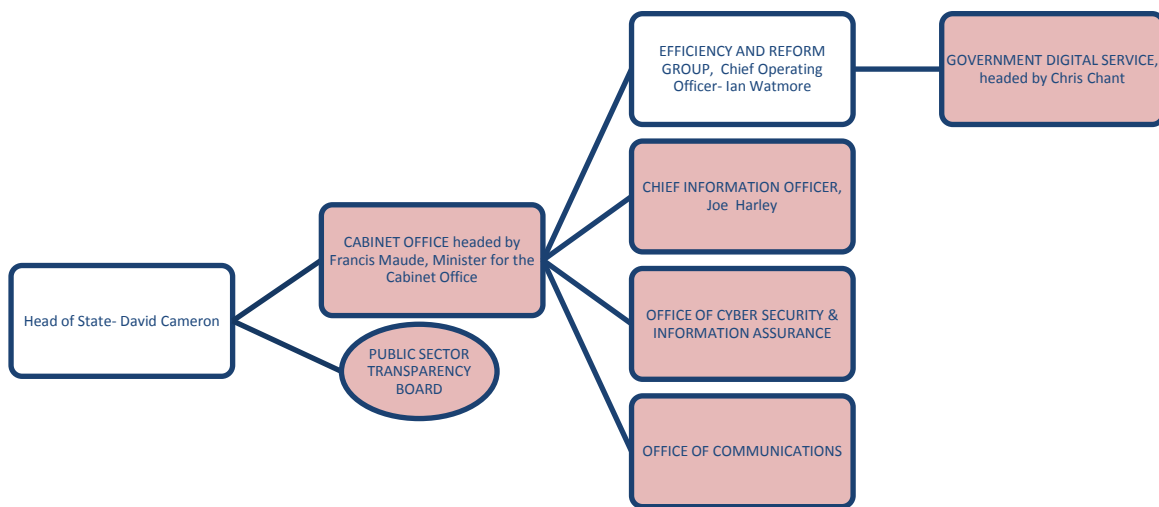 EFFICIENCY AND REFORM
GROUP,  Chief Operating
Officer- Ian Watmore
GOVERNMENT DIGITAL SERVICE,
headed by Chris Chant
CHIEF INFORMATION OFFICER,
Joe  Harley
CABINET OFFICE headed by
Francis Maude, Minister for the
Cabinet Office
Head of State- David Cameron
OFFICE OF CYBER SECURITY &
INFORMATION ASSURANCE
PUBLIC SECTOR
TRANSPARENCY
BOARD
OFFICE OF COMMUNICATIONS